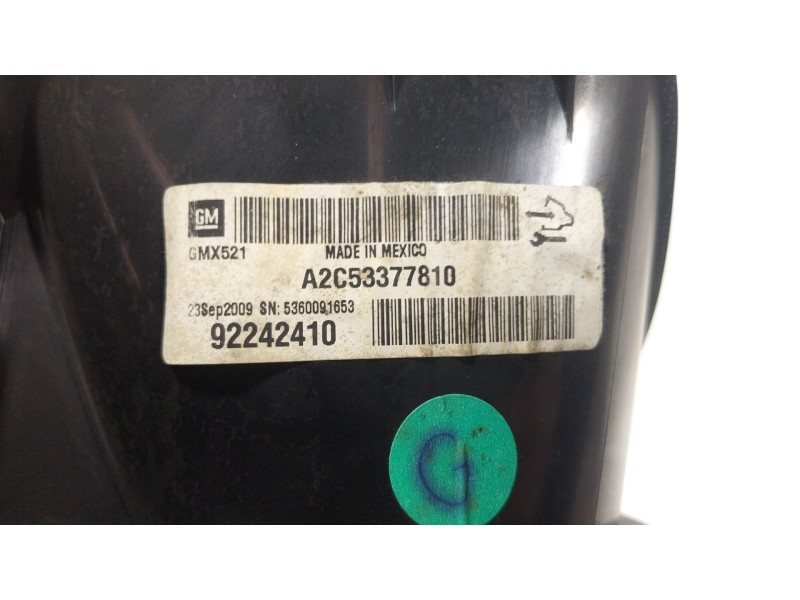 GM
GMX521 MADE IN MEXICO
A2C53377810
23Sep2009 SN: 5360091653
92242410
G